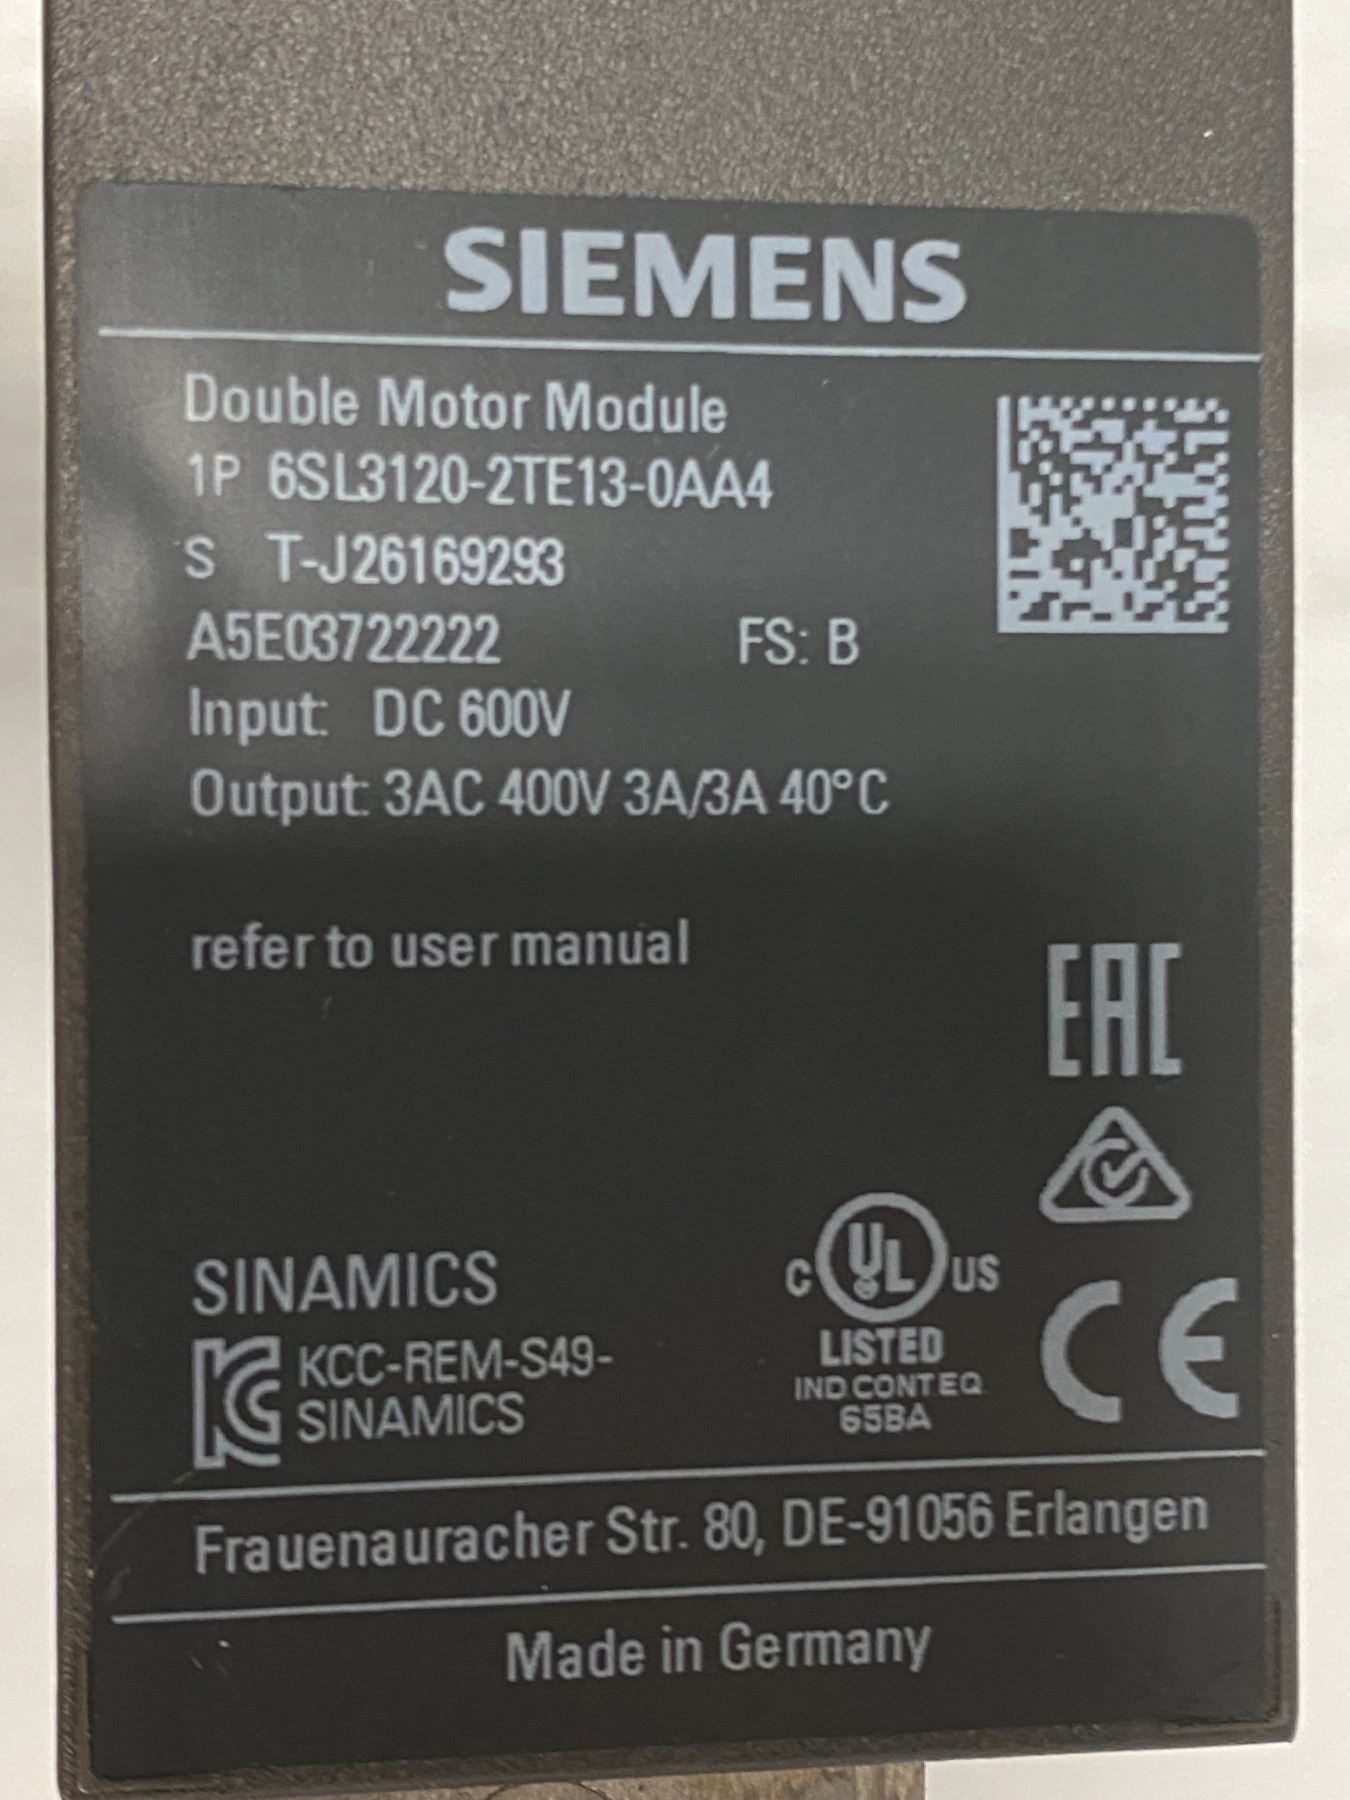 SIEMENS
Double Motor Module
1P 6SL3120-2TE13-0AA4
S T-J26169293
A5E03722222 FS: B
Input: DC 600V
Output: 3AC 400V 3A/3A 40°C
refer to user manual
EAC
SINAMICS
KCC-REM-S49-
SINAMICS
C UL US
LISTED
IND.CONT.EQ.
65BA
CE
Frauenauracher Str. 80, DE-91056 Erlangen
Made in Germany